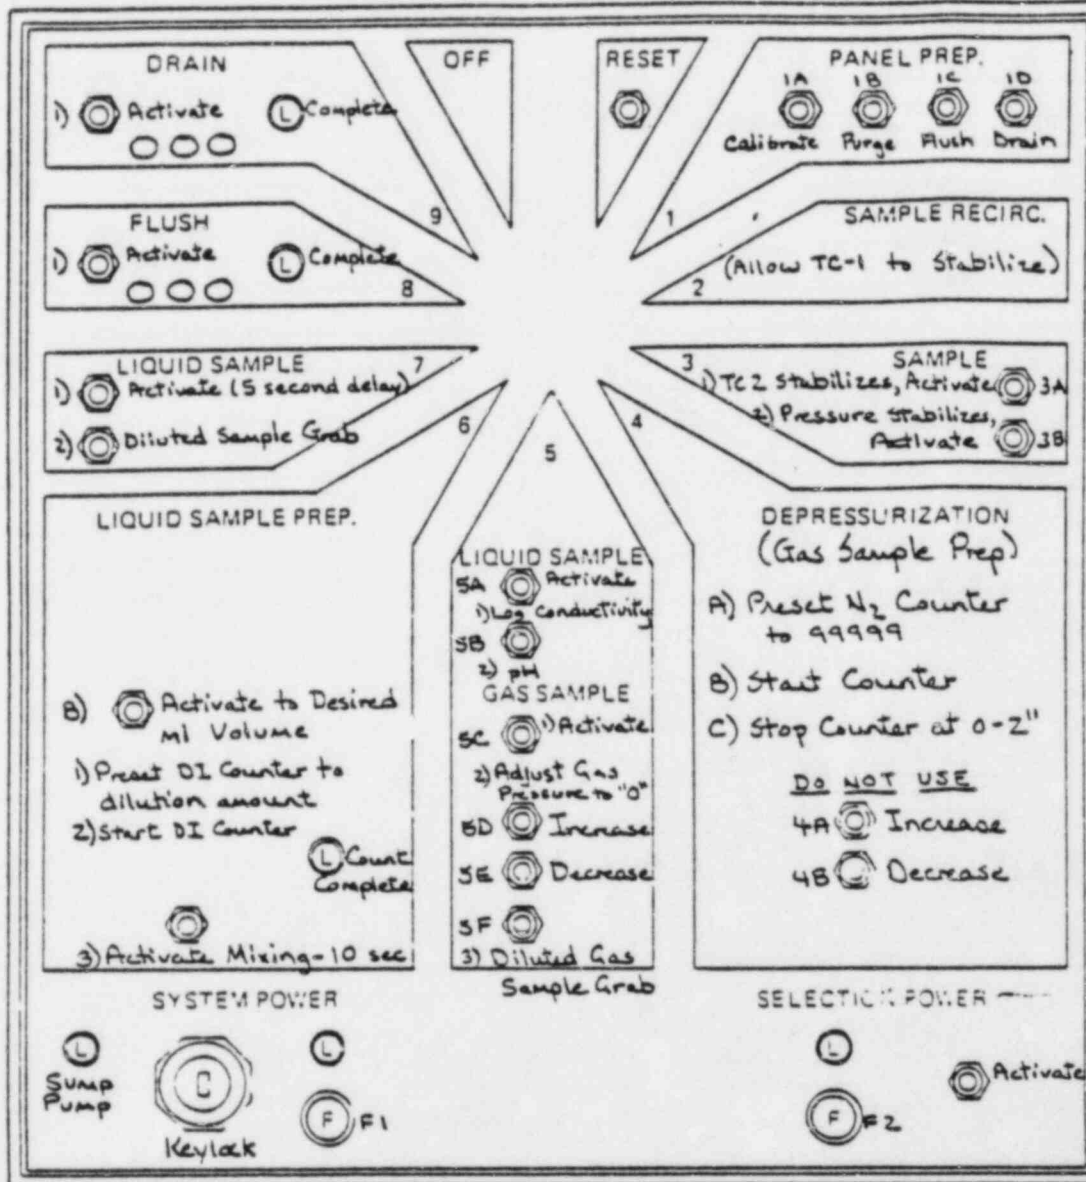 DRAIN
1) Activate
L Complete
OFF
RESET
PANEL PREP.
1A 1B 1C 1D
Calibrate Purge Flush Drain
9
1
FLUSH
1) Activate
L Complete
8
SAMPLE RECIRC.
(Allow TC-1 to Stabilize)
2
LIQUID SAMPLE
1) Activate (5 second delay)
2) Diluted Sample Grab
7
3
SAMPLE
1) TC2 Stabilizes, Activate 3A
2) Pressure Stabilizes,
Activate 3B
6
5
4
LIQUID SAMPLE PREP.
B) Activate to Desired
ml Volume
1) Preset DI Counter to
dilution amount
2) Start DI Counter
L Count
Complete
3) Activate Mixing-10 sec
LIQUID SAMPLE
5A Activate
1) Log Conductivity
5B
2) pH
GAS SAMPLE
5C 1) Activate
2) Adjust Gas
Pressure to "0"
5D Increase
5E Decrease
5F
3) Diluted Gas
Sample Grab
DEPRESSURIZATION
(Gas Sample Prep)
A) Preset N2 Counter
to 99999
B) Start Counter
C) Stop Counter at 0-2"
DO NOT USE
4A Increase
4B Decrease
SYSTEM POWER
L
Sump
Pump
C
Keylock
L
F F1
SELECTION POWER
L
F F2
Activate